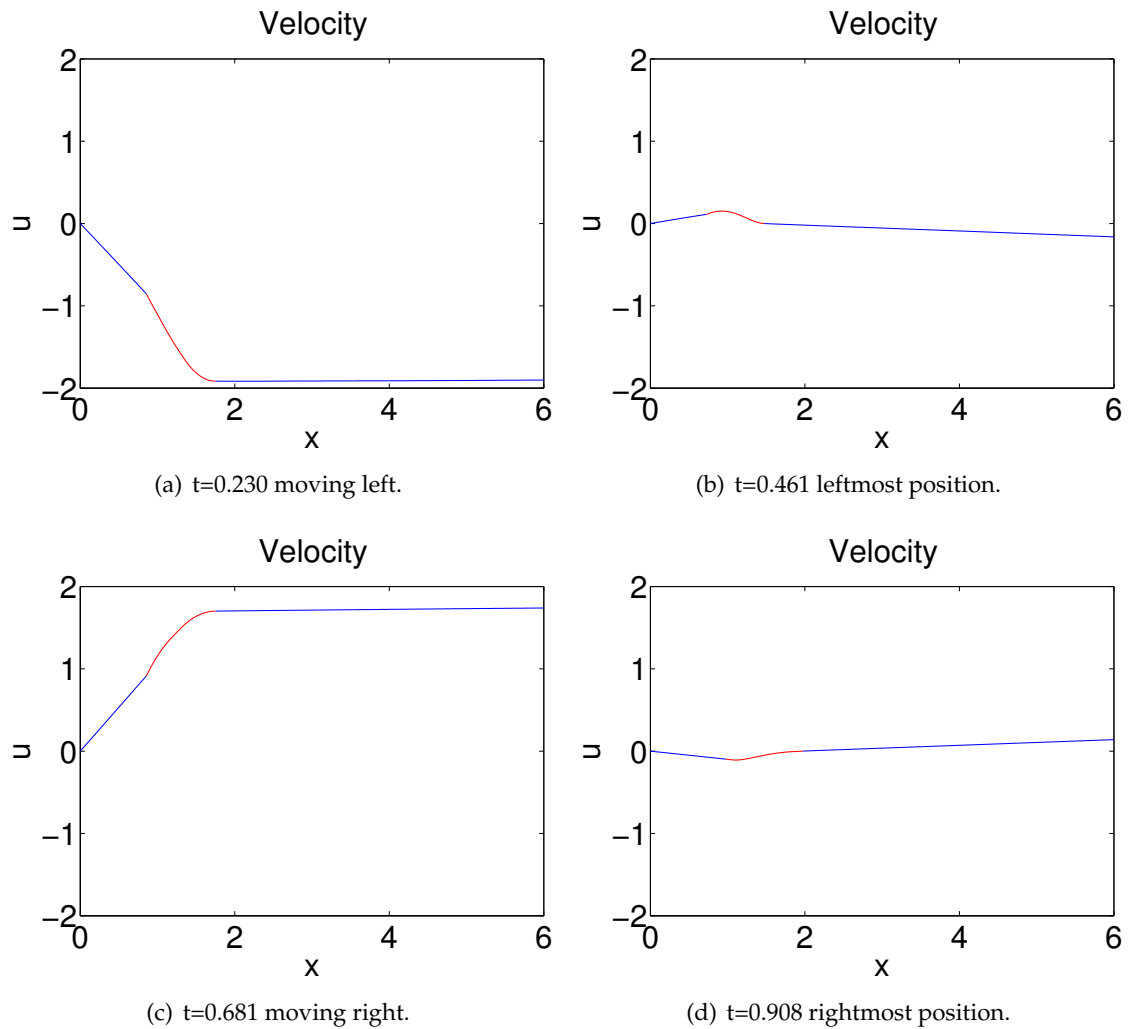 Velocity
2
1
0
−1
−2
u
0 2 4 6
x
(a) t=0.230 moving left.
Velocity
2
1
0
−1
−2
u
0 2 4 6
x
(b) t=0.461 leftmost position.
Velocity
2
1
0
−1
−2
u
0 2 4 6
x
(c) t=0.681 moving right.
Velocity
2
1
0
−1
−2
u
0 2 4 6
x
(d) t=0.908 rightmost position.